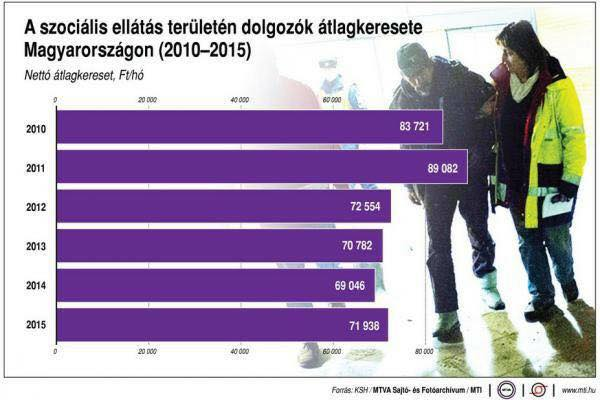 A szociális ellátás területén dolgozók átlagkeresete
Magyarországon (2010–2015)
Nettó átlagkereset, Ft/hó
0 20 000 40 000 60 000
2010 83 721
2011 89 082
2012 72 554
2013 70 782
2014 69 046
2015 71 938
0 20 000 40 000 60 000 80 000
Forrás: KSH / MTVA Sajtó- és Fotóarchívum / MTI www.mti.hu